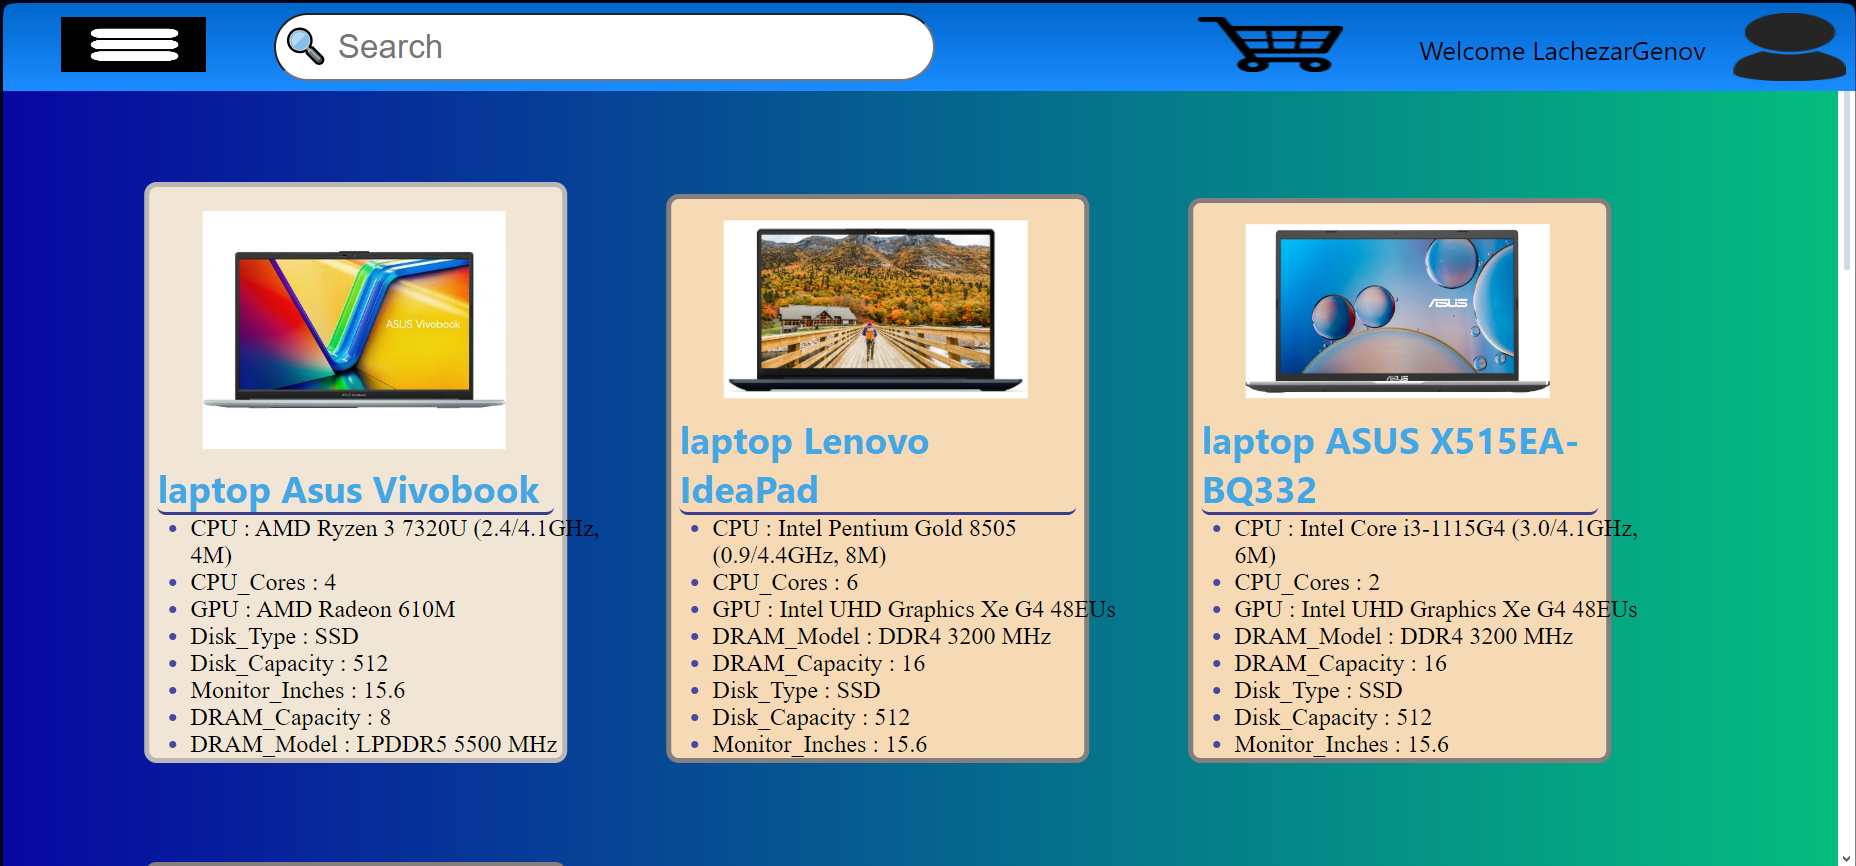 Search
Welcome LachezarGenov
ASUS Vivobook
laptop Asus Vivobook
CPU : AMD Ryzen 3 7320U (2.4/4.1GHz,
4M)
CPU_Cores : 4
GPU : AMD Radeon 610M
Disk_Type : SSD
Disk_Capacity : 512
Monitor_Inches : 15.6
DRAM_Capacity : 8
DRAM_Model : LPDDR5 5500 MHz
laptop Lenovo
IdeaPad
CPU : Intel Pentium Gold 8505
(0.9/4.4GHz, 8M)
CPU_Cores : 6
GPU : Intel UHD Graphics Xe G4 48EUs
DRAM_Model : DDR4 3200 MHz
DRAM_Capacity : 16
Disk_Type : SSD
Disk_Capacity : 512
Monitor_Inches : 15.6
ASUS
ASUS
laptop ASUS X515EA-
BQ332
CPU : Intel Core i3-1115G4 (3.0/4.1GHz,
6M)
CPU_Cores : 2
GPU : Intel UHD Graphics Xe G4 48EUs
DRAM_Model : DDR4 3200 MHz
DRAM_Capacity : 16
Disk_Type : SSD
Disk_Capacity : 512
Monitor_Inches : 15.6